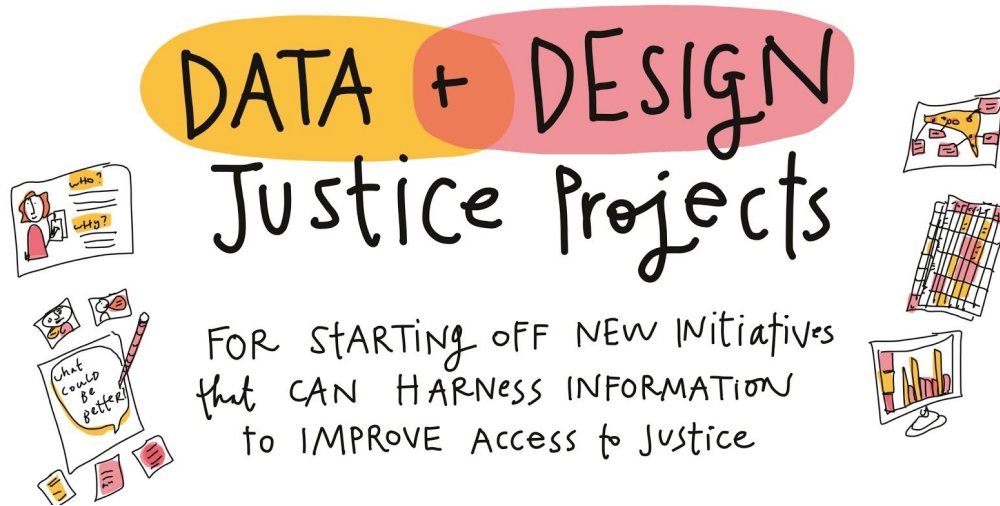 DATA + DESIGN
Justice Projects
FOR StARTiNg OFF NEW INitiatives
that CAN HARNess INFORMATION
to IMPROVE Access to Justice
WHO?
WHY?
What
COULD
Be
Better?